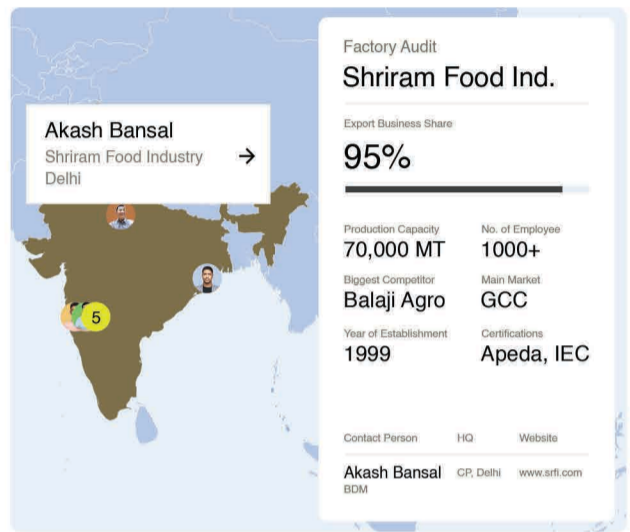 Akash Bansal
Shriram Food Industry
Delhi
5
Factory Audit
Shriram Food Ind.
Export Business Share
95%
Production Capacity No. of Employee
70,000 MT 1000+
Biggest Competitor Main Market
Balaji Agro GCC
Year of Establishment Certifications
1999 Apeda, IEC
Contact Person HQ Website
Akash Bansal CP, Delhi www.srfi.com
BDM